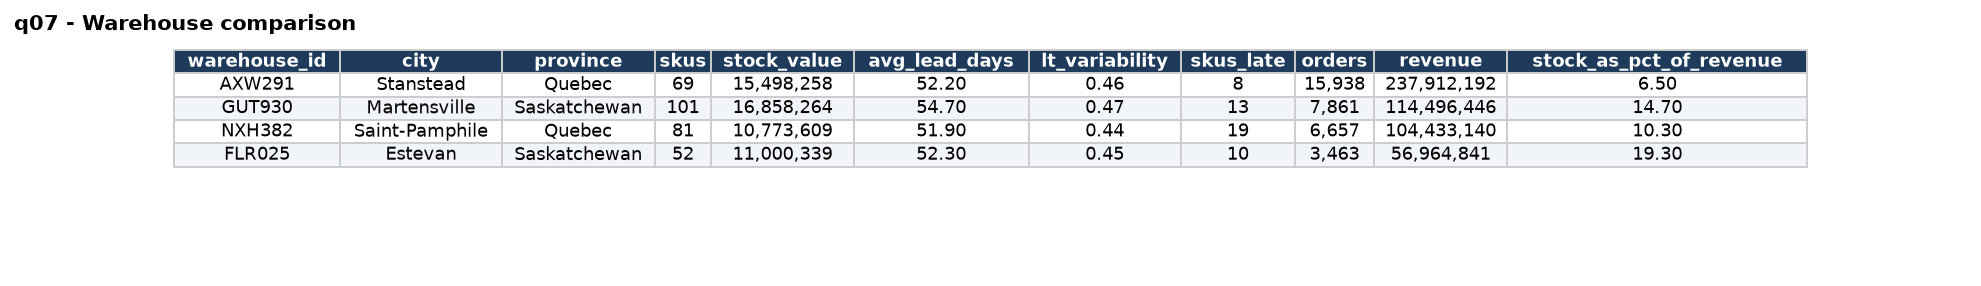 q07 - Warehouse comparison
warehouse_id city province skus stock_value avg_lead_days lt_variability skus_late orders revenue stock_as_pct_of_revenue
AXW291 Stanstead Quebec 69 15,498,258 52.20 0.46 8 15,938 237,912,192 6.50
GUT930 Martensville Saskatchewan 101 16,858,264 54.70 0.47 13 7,861 114,496,446 14.70
NXH382 Saint-Pamphile Quebec 81 10,773,609 51.90 0.44 19 6,657 104,433,140 10.30
FLR025 Estevan Saskatchewan 52 11,000,339 52.30 0.45 10 3,463 56,964,841 19.30